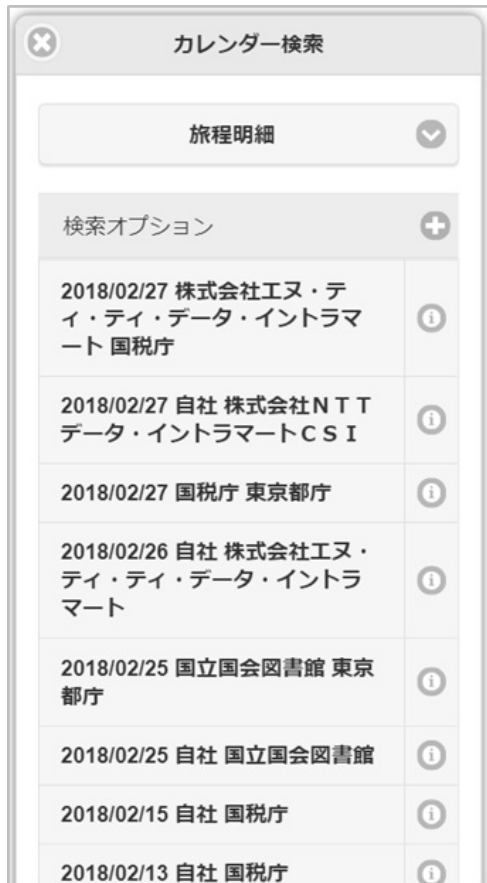 カレンダー検索
旅程明細
検索オプション
2018/02/27 株式会社エヌ・テ
ィ・ティ・データ・イントラマ
ート 国税庁
2018/02/27 自社 株式会社ＮＴＴ
データ・イントラマートＣＳＩ
2018/02/27 国税庁 東京都庁
2018/02/26 自社 株式会社エヌ・
ティ・ティ・データ・イントラ
マート
2018/02/25 国立国会図書館 東京
都庁
2018/02/25 自社 国立国会図書館
2018/02/15 自社 国税庁
2018/02/13 自社 国税庁